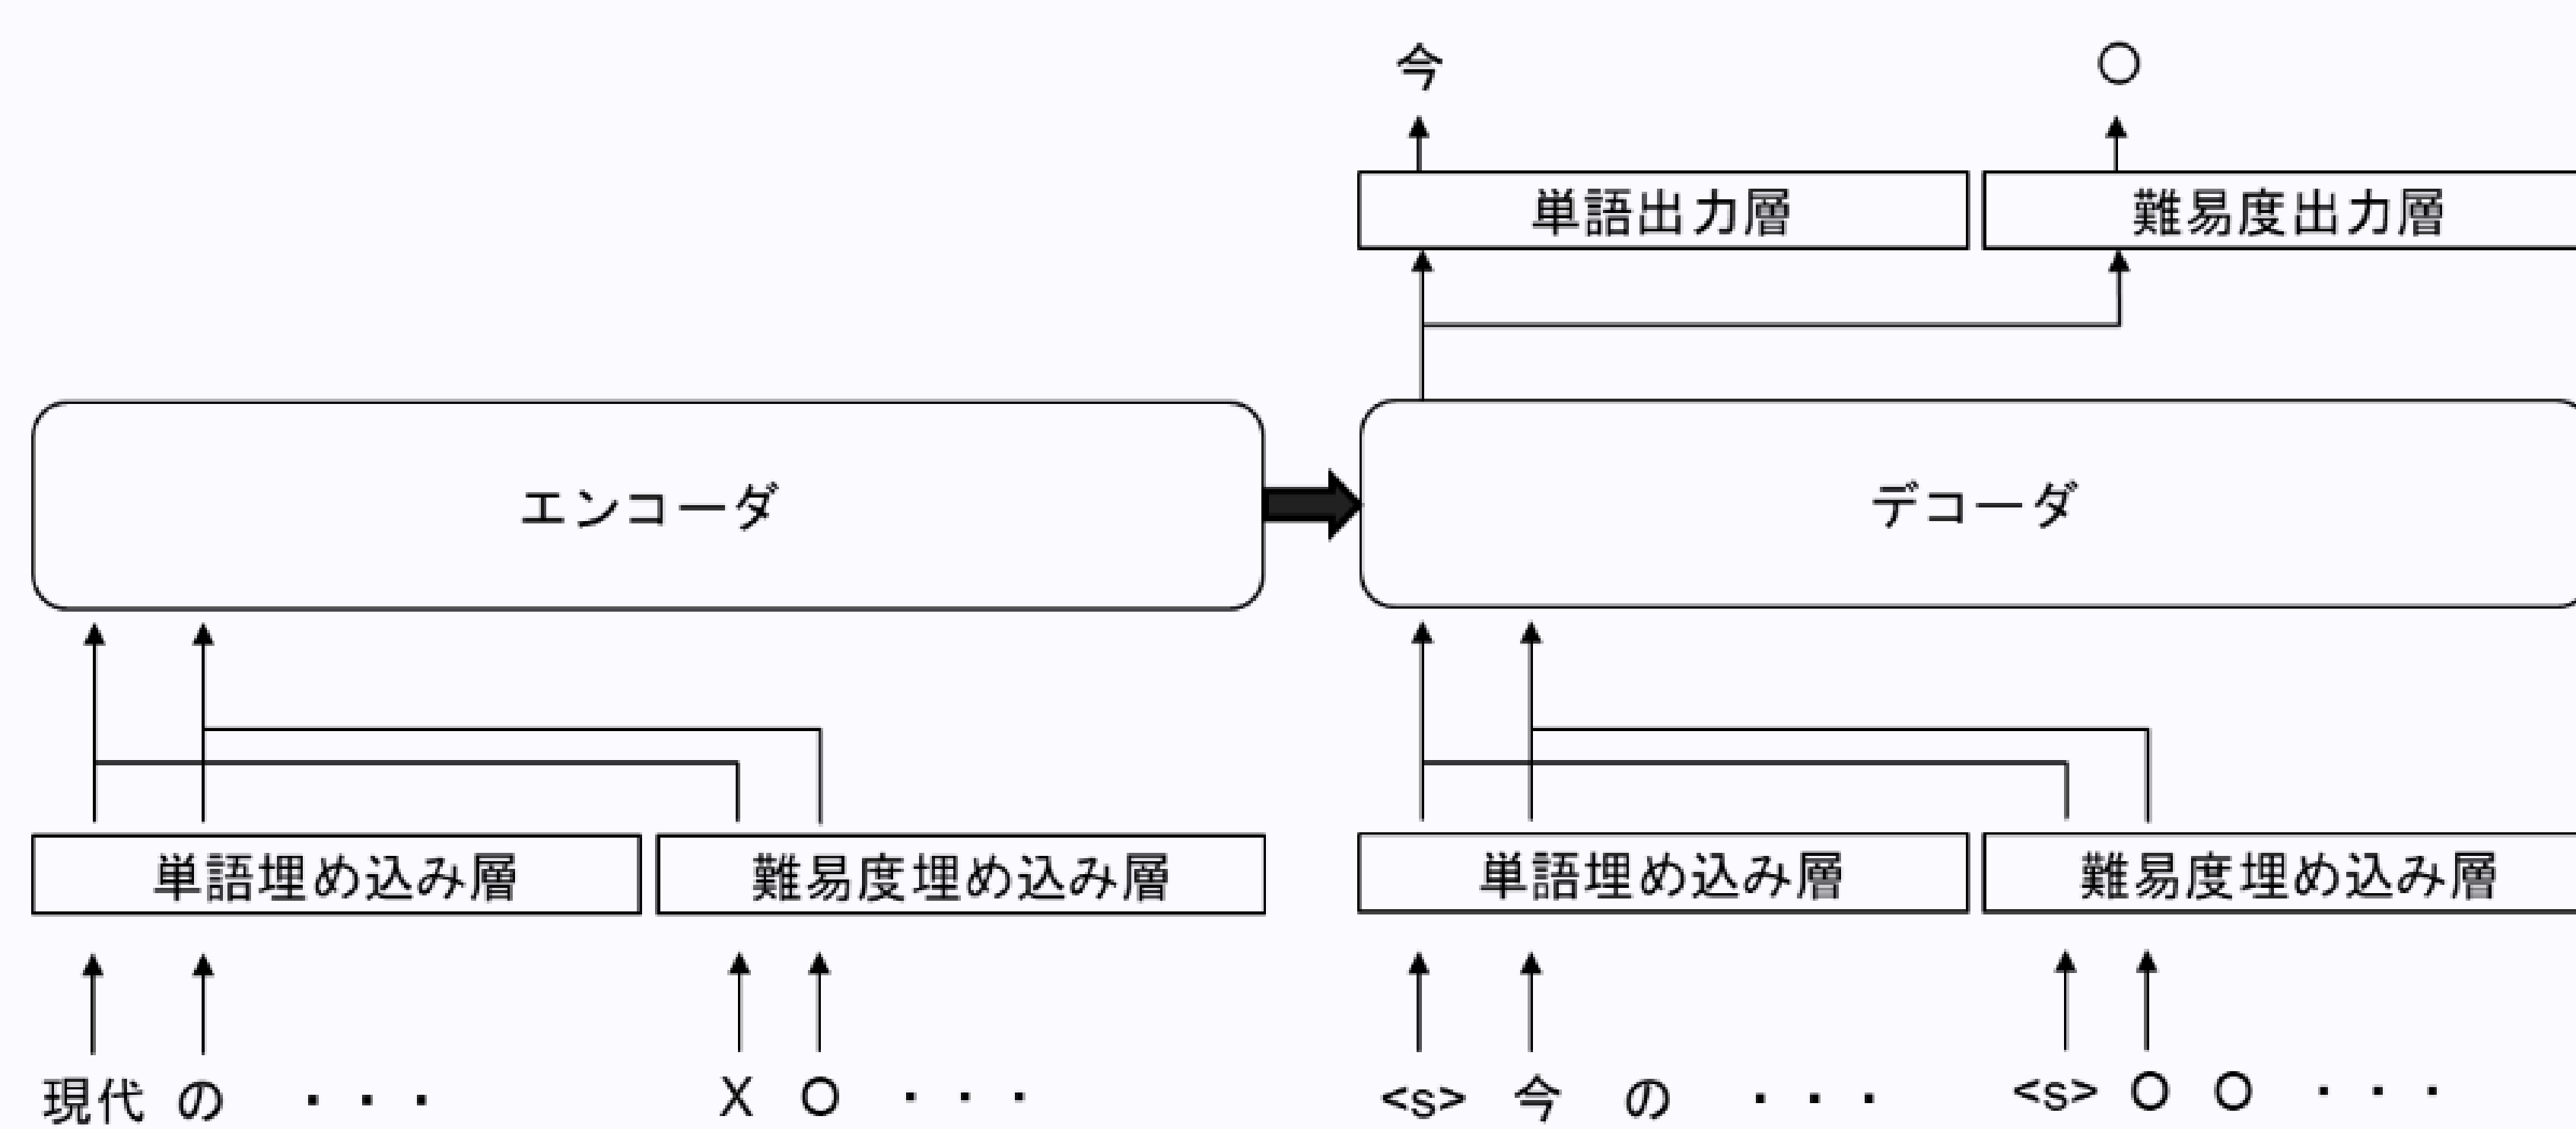 今 ○
単語出力層 難易度出力層
エンコーダ デコーダ
単語埋め込み層 難易度埋め込み層 単語埋め込み層 難易度埋め込み層
現代 の ・・・ X O ・・・ <s> 今 の ・・・ <s> O O ・・・